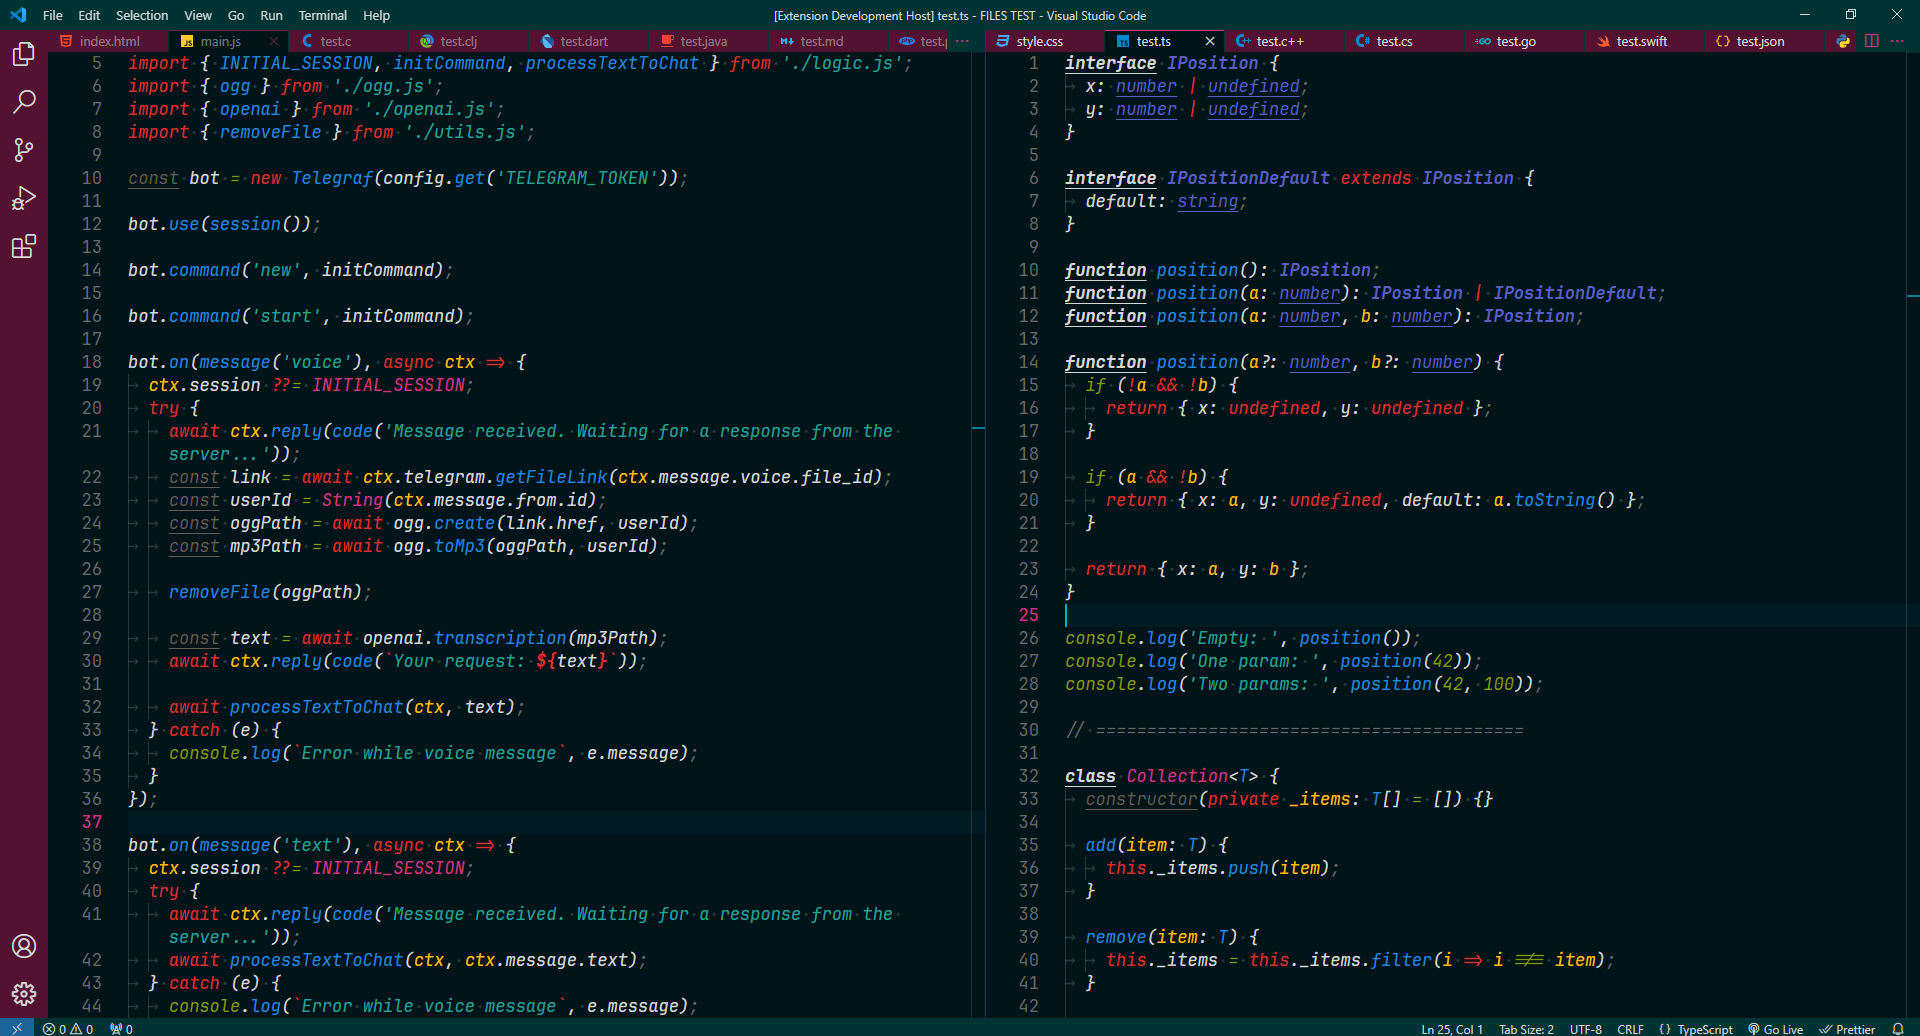 File Edit Selection View Go Run Terminal Help
[Extension Development Host] test.ts - FILES TEST - Visual Studio Code
index.html main.js test.c test.clj test.dart test.java test.md
5 import { INITIAL_SESSION, initCommand, processTextToChat } from './logic.js';
6 import { ogg } from './ogg.js';
7 import { openai } from './openai.js';
8 import { removeFile } from './utils.js';
9
10 const bot = new Telegraf(config.get('TELEGRAM_TOKEN'));
11
12 bot.use(session());
13
14 bot.command('new', initCommand);
15
16 bot.command('start', initCommand);
17
18 bot.on(message('voice'), async ctx => {
19 ctx.session ??= INITIAL_SESSION;
20 try {
21 await ctx.reply(code('Message received. Waiting for a response from the
server...'));
22 const link = await ctx.telegram.getFileLink(ctx.message.voice.file_id);
23 const userId = String(ctx.message.from.id);
24 const oggPath = await ogg.create(link.href, userId);
25 const mp3Path = await ogg.toMp3(oggPath, userId);
26
27 removeFile(oggPath);
28
29 const text = await openai.transcription(mp3Path);
30 await ctx.reply(code(`Your request: ${text}`));
31
32 await processTextToChat(ctx, text);
33 } catch (e) {
34 console.log(`Error while voice message`, e.message);
35 }
36 });
37
38 bot.on(message('text'), async ctx => {
39 ctx.session ??= INITIAL_SESSION;
40 try {
41 await ctx.reply(code('Message received. Waiting for a response from the
server...'));
42 await processTextToChat(ctx, ctx.message.text);
43 } catch (e) {
44 console.log(`Error while voice message`, e.message);
style.css test.ts test.c++ test.cs test.go test.swift test.json
1 interface IPosition {
2 x: number | undefined;
3 y: number | undefined;
4 }
5
6 interface IPositionDefault extends IPosition {
7 default: string;
8 }
9
10 function position(): IPosition;
11 function position(a: number): IPosition | IPositionDefault;
12 function position(a: number, b: number): IPosition;
13
14 function position(a?: number, b?: number) {
15 if (!a && !b) {
16 return { x: undefined, y: undefined };
17 }
18
19 if (a && !b) {
20 return { x: a, y: undefined, default: a.toString() };
21 }
22
23 return { x: a, y: b };
24 }
25
26 console.log('Empty: ', position());
27 console.log('One param: ', position(42));
28 console.log('Two params: ', position(42, 100));
29
30 // ==========================================
31
32 class Collection<T> {
33 constructor(private _items: T[] = []) {}
34
35 add(item: T) {
36 this._items.push(item);
37 }
38
39 remove(item: T) {
40 this._items = this._items.filter(i => i !== item);
41 }
42
0 0 0
Ln 25, Col 1 Tab Size: 2 UTF-8 CRLF {} TypeScript Go Live Prettier